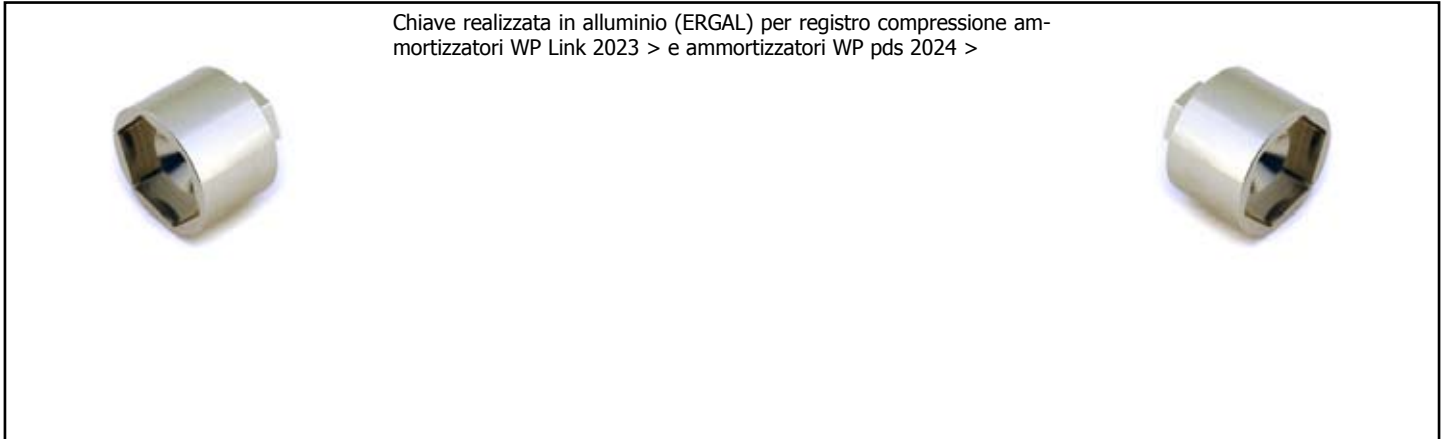 Chiave realizzata in alluminio (ERGAL) per registro compressione am-
mortizzatori WP Link 2023 > e ammortizzatori WP pds 2024 >